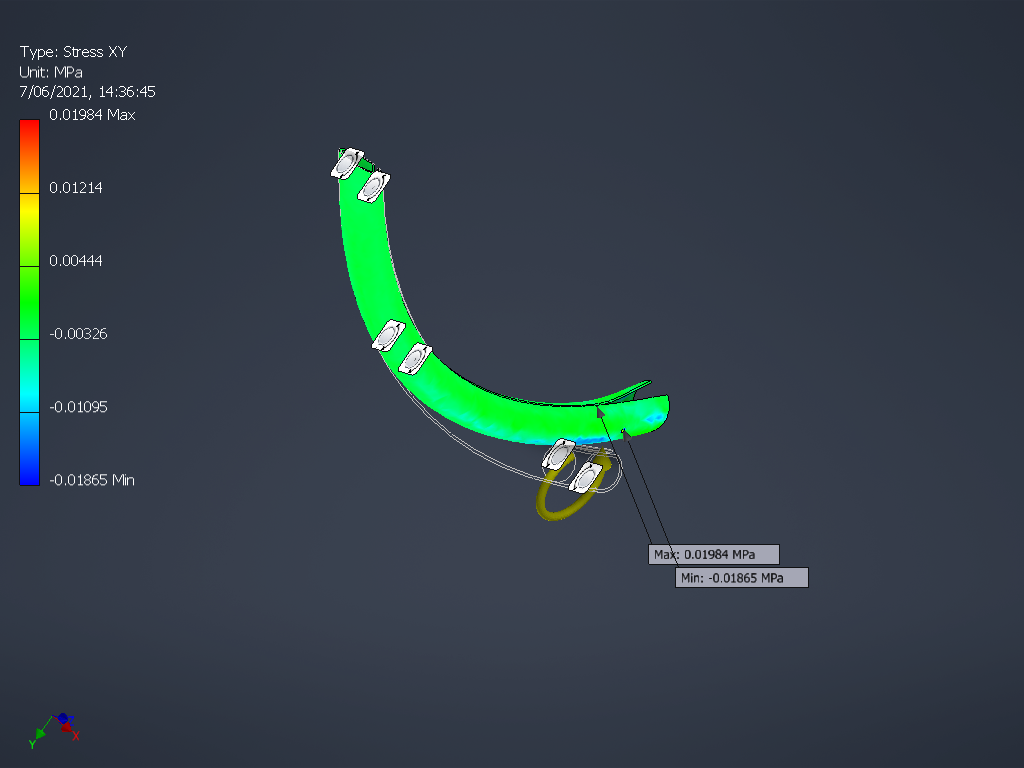 Type: Stress XY
Unit: MPa
7/06/2021, 14:36:45
0.01984 Max
0.01214
0.00444
-0.00326
-0.01095
-0.01865 Min
Max: 0.01984 MPa
Min: -0.01865 MPa
Z
X
Y